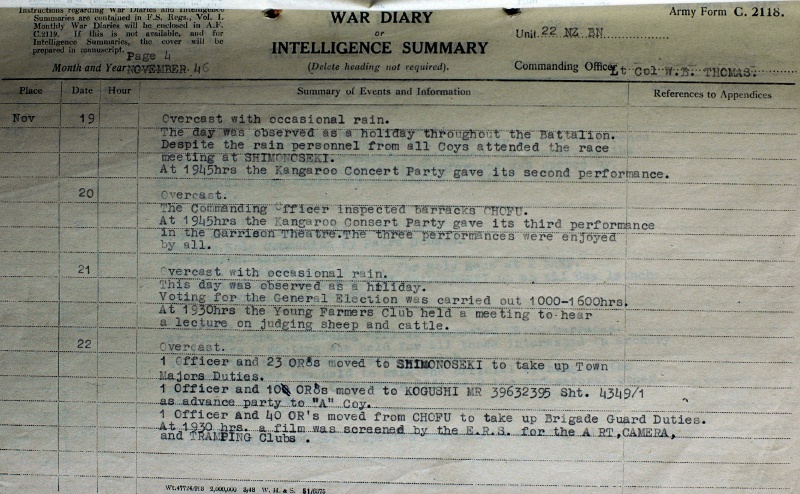 Instructions regarding War Diaries and Intelligence
Summaries are contained in F.S. Regs., Vol. I.
Monthly War Diaries will be enclosed in A.F.
C.2119. If this is not available, and for
Intelligence Summaries, the cover will be
prepared in manuscript.
Page 4
Month and Year NOVEMBER 46
WAR DIARY
or
INTELLIGENCE SUMMARY
(Delete heading not required).
Army Form C. 2118.
Unit 22 NZ BN
Commanding Officer Lt Col W.B. THOMAS.
Place Date Hour Summary of Events and Information References to Appendices
Nov 19 Overcast with occasional rain.
The day was observed as a holiday throughout the Battalion.
Despite the rain personnel from all Coys attended the race
meeting at SHIMONOSEKI.
At 1945hrs the Kangaroo Concert Party gave its second performance.
20 Overcast.
The Commanding Officer inspected barracks CHOFU.
At 1945hrs the Kangaroo Consert Party gave its third performance
in the Garrison Theatre.The three performances were enjoyed
by all.
21 Overcast with occasional rain.
This day was observed as a holiday.
Voting for the General Election was carried out 1000-1600hrs.
At 1930hrs the Young Farmers Club held a meeting to hear
a lecture on judging sheep and cattle.
22 Overcast.
1 Officer and 23 ORs moved to SHIMONOSEKI to take up Town
Majors Duties.
1 Officer and 10 ORs moved to KOGUSHI MR 39632395 Sht. 4349/1
as advance party to "A" Coy.
1 Officer And 40 OR's moved from CHOFU to take up Brigade Guard Duties.
At 1930 hrs. a film was screened by the E.R.S. for the A RT,CAMERA,
and TRAMPING Clubs .
2,000,000 3/43 W. H. & S. 51/6375